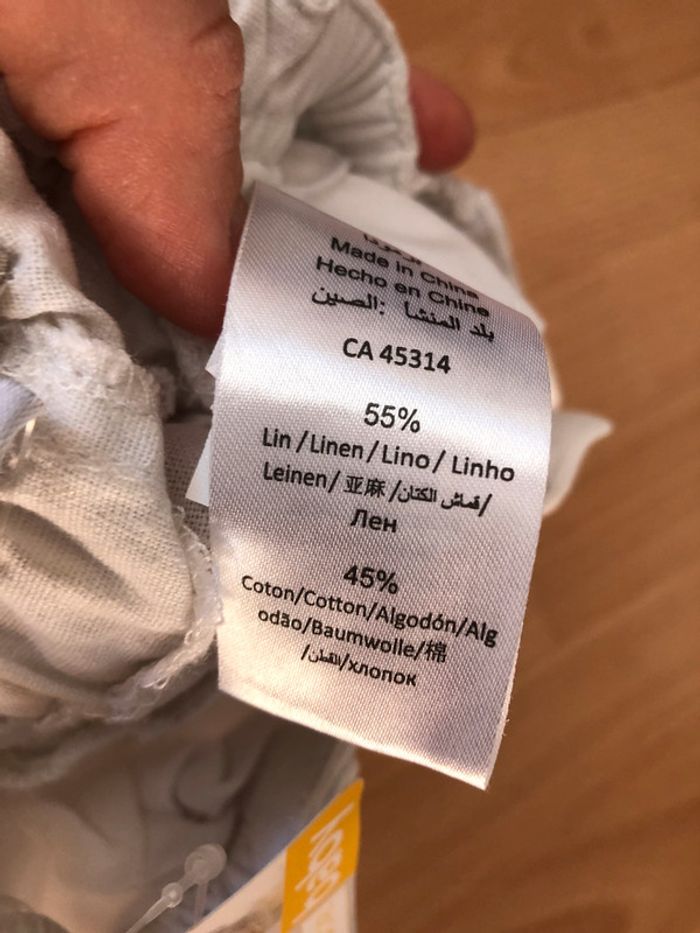 Made in China
Hecho en China
بلد المنشأ :الصين
CA 45314
55%
Lin /Linen / Lino / Linho
Leinen/ 亚麻 /قماش الكتان/
Лен
45%
Coton/Cotton/Algodón/Alg
odão/Baumwolle/棉
/хлопок